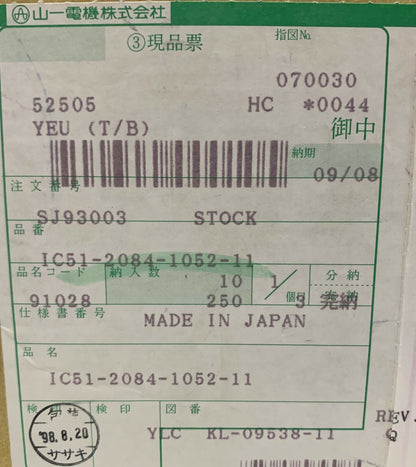 山一電機株式会社
③現品票 指図No.
070030
52505 HC *0044
YEU (T/B) 御中
納期
09/08
注文番号
SJ93003 STOCK
品番
IC51-2084-1052-11
品名コード 納入数 10 1/3 分納
91028 250 個口 完納
仕様書番号
MADE IN JAPAN
品名
IC51-2084-1052-11
検 検印 図番 REV.
YLC KL-09538-11 Q
'98.8.20
ササキ